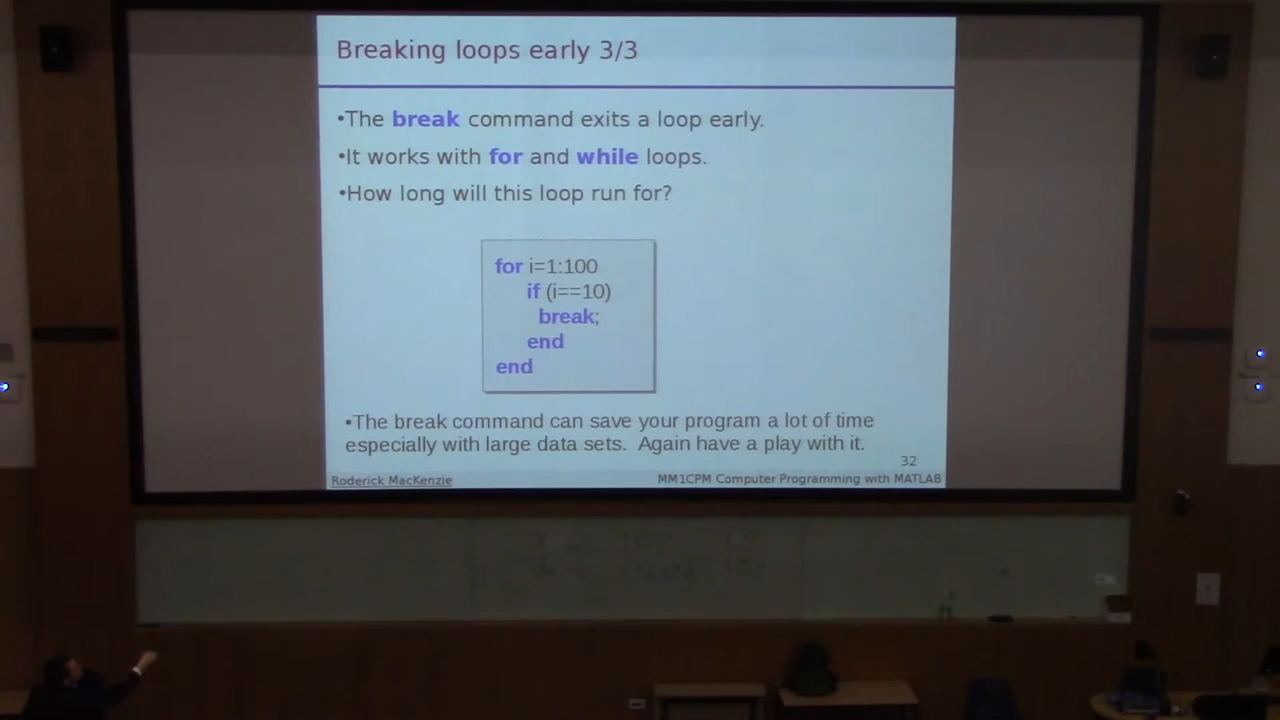 Breaking loops early 3/3
•The break command exits a loop early.
•It works with for and while loops.
•How long will this loop run for?
for i=1:100
if (i==10)
break;
end
end
•The break command can save your program a lot of time
especially with large data sets. Again have a play with it.
32
Roderick MacKenzie
MM1CPM Computer Programming with MATLAB